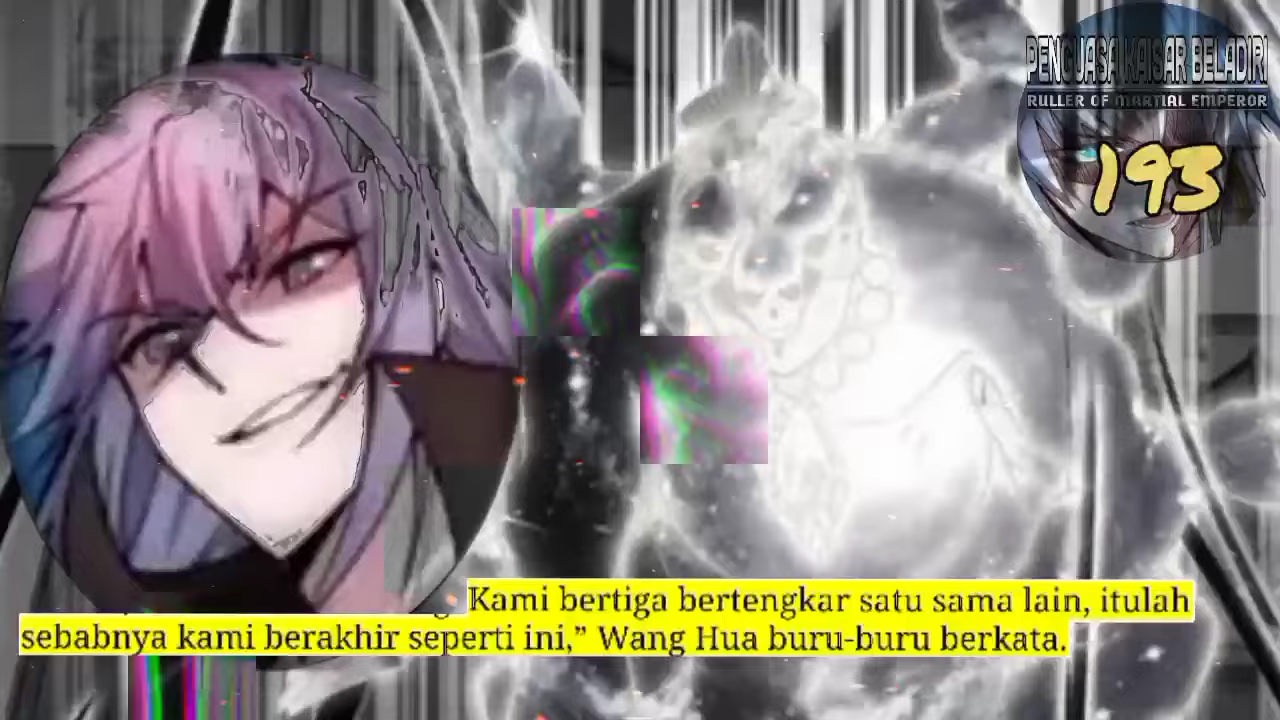 PENGUASA KAISAR BELADIRI
RULLER OF MARTIAL EMPEROR
193
Kami bertiga bertengkar satu sama lain, itulah
sebabnya kami berakhir seperti ini,” Wang Hua buru-buru berkata.